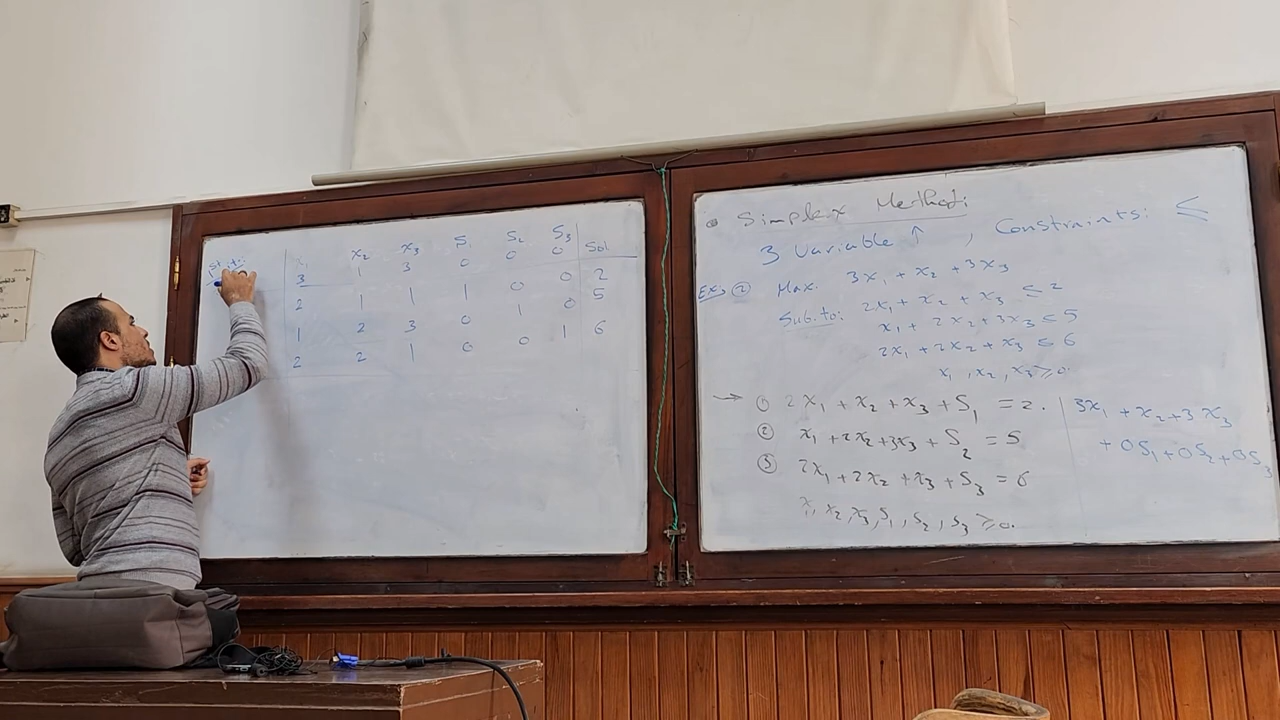 x₁ x₂ x₃ S₁ S₂ S₃ Sol
3 1 3 0 0 0
2 1 1 1 0 0 2
1 2 3 0 1 0 5
2 2 1 0 0 1 6
• Simplex Method:
3 Variable ↑ , Constraints: ≤
Ex, ② Max. 3x₁ + x₂ + 3x₃
Sub. to: 2x₁ + x₂ + x₃ ≤ 2
x₁ + 2x₂ + 3x₃ ≤ 5
2x₁ + 2x₂ + x₃ ≤ 6
x₁, x₂, x₃ ≥ 0.
→ ① 2x₁ + x₂ + x₃ + S₁ = 2.
② x₁ + 2x₂ + 3x₃ + S₂ = 5
③ 2x₁ + 2x₂ + x₃ + S₃ = 6
x₁, x₂, x₃, S₁, S₂, S₃ ≥ 0.
3x₁ + x₂ + 3x₃
+ 0S₁ + 0S₂ + 0S₃